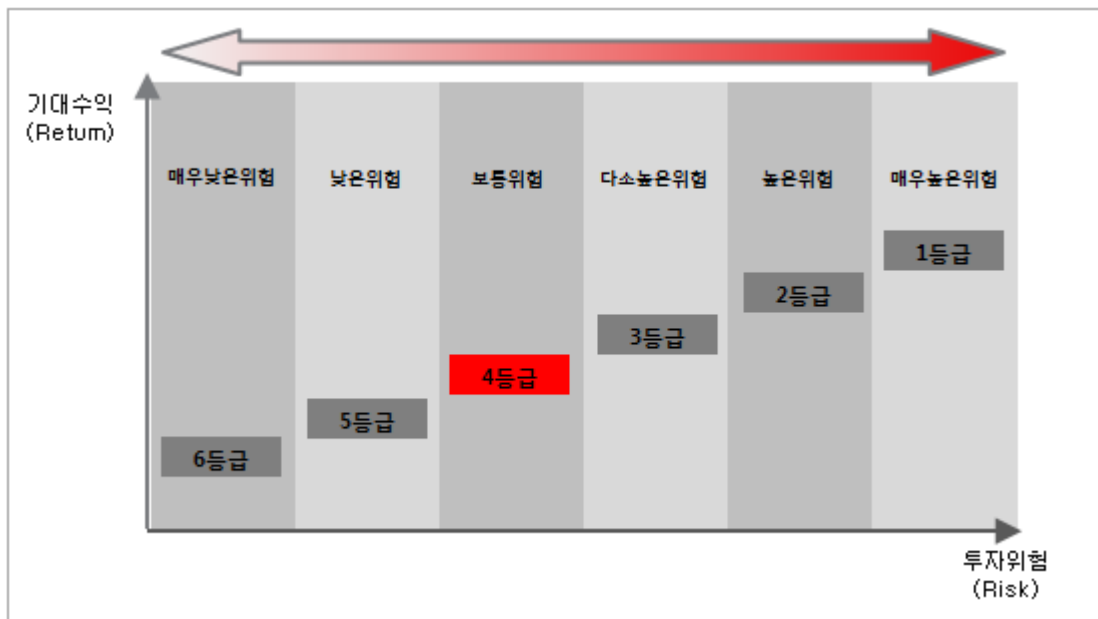 기대수익
(Retum)
매우낮은위험
낮은위험
보통위험
다소높은위험
높은위험
매우높은위험
1등급
2등급
3등급
4등급
5등급
6등급
투자위험
(Risk)